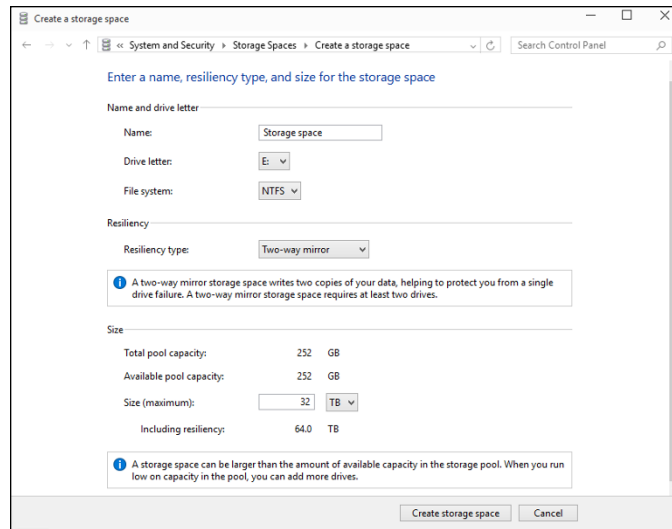 Create a storage space
« System and Security › Storage Spaces › Create a storage space Search Control Panel
Enter a name, resiliency type, and size for the storage space
Name and drive letter
Name: Storage space
Drive letter: E:
File system: NTFS
Resiliency
Resiliency type: Two-way mirror
A two-way mirror storage space writes two copies of your data, helping to protect you from a single
drive failure. A two-way mirror storage space requires at least two drives.
Size
Total pool capacity: 252 GB
Available pool capacity: 252 GB
Size (maximum): 32 TB
Including resiliency: 64.0 TB
A storage space can be larger than the amount of available capacity in the storage pool. When you run
low on capacity in the pool, you can add more drives.
Create storage space Cancel